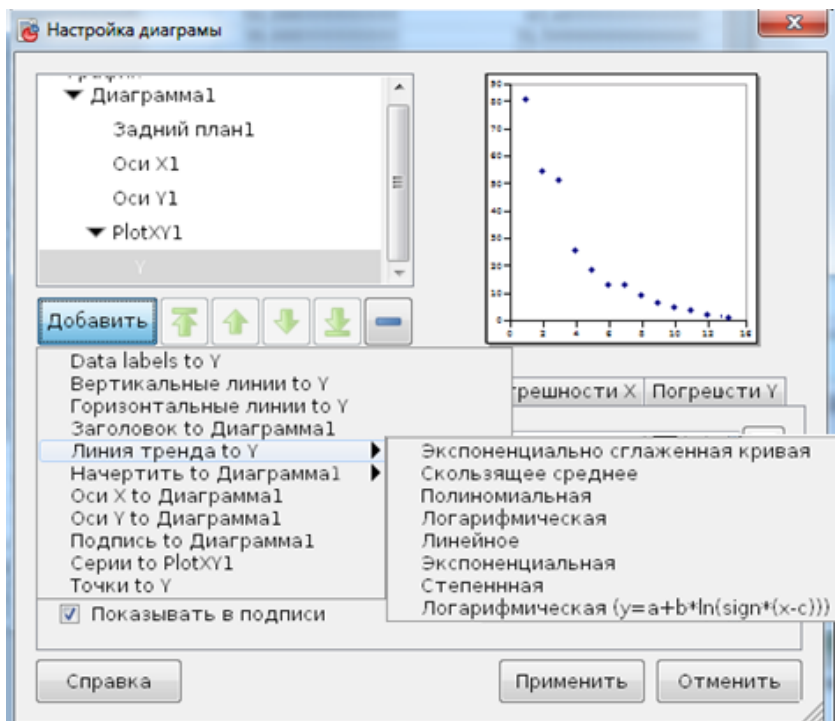 Настройка диаграмы
График
Диаграмма1
Задний план1
Оси X1
Оси Y1
PlotXY1
Y
Добавить
Data labels to Y
Вертикальные линии to Y
Горизонтальные линии to Y
Заголовок to Диаграмма1
Линия тренда to Y
Начертить to Диаграмма1
Оси X to Диаграмма1
Оси Y to Диаграмма1
Подпись to Диаграмма1
Серии to PlotXY1
Точки to Y
грешности X
Погрешсти Y
Экспоненциально сглаженная кривая
Скользящее среднее
Полиномиальная
Логарифмическая
Линейное
Экспоненциальная
Степеннная
Логарифмическая (y=a+b*ln(sign*(x-c)))
Показывать в подписи
Справка
Применить
Отменить